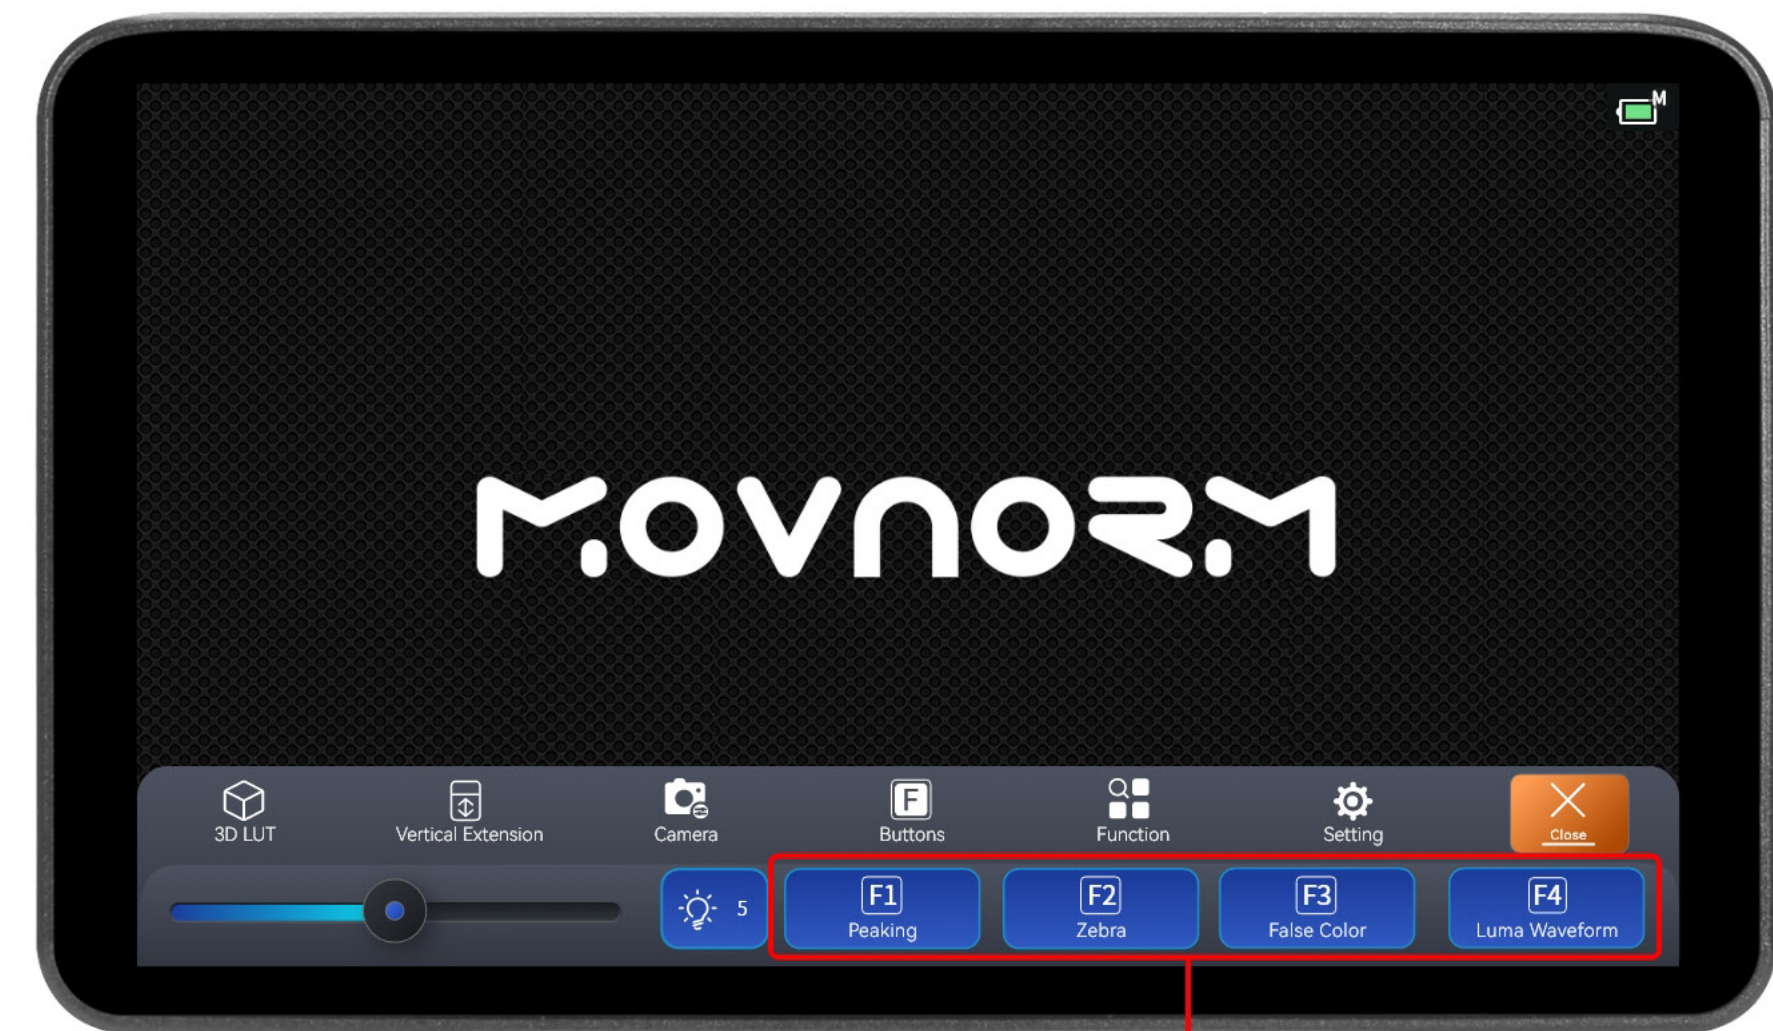 M
MOVNORM
3D LUT
Vertical Extension
Camera
F
Buttons
Function
Setting
Close
5
F1
Peaking
F2
Zebra
F3
False Color
F4
Luma Waveform